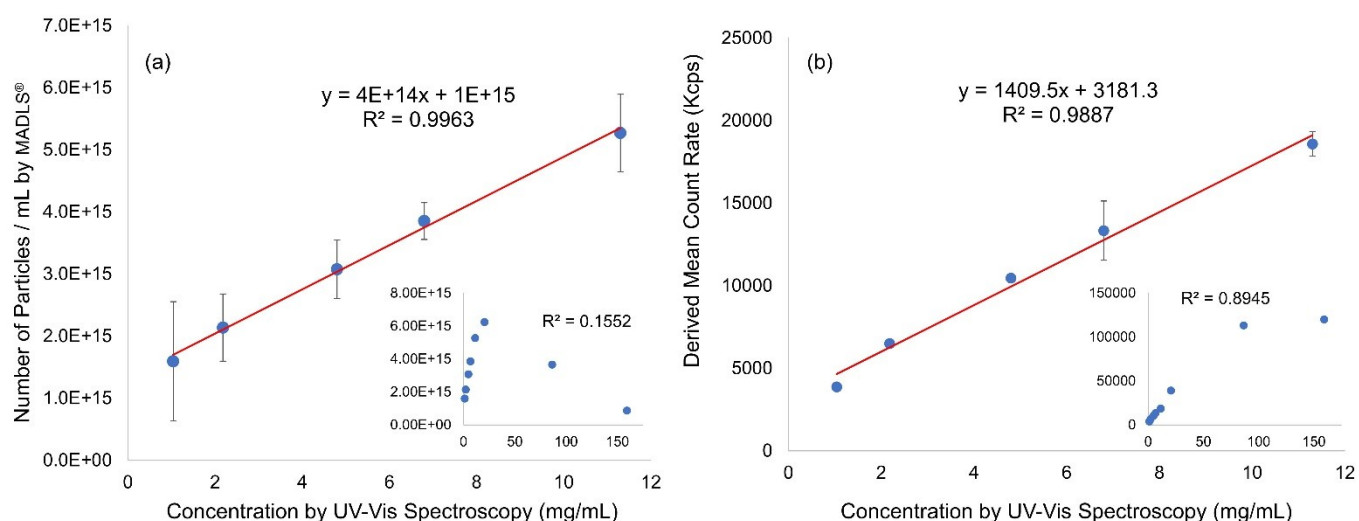 (a)
y = 4E+14x + 1E+15
R² = 0.9963
Number of Particles / mL by MADLS®
7.0E+15
6.0E+15
5.0E+15
4.0E+15
3.0E+15
2.0E+15
1.0E+15
0.0E+00
0 2 4 6 8 10 12
Concentration by UV-Vis Spectroscopy (mg/mL)
R² = 0.1552
8.00E+15
6.00E+15
4.00E+15
2.00E+15
0.00E+00
0 50 100 150
(b)
y = 1409.5x + 3181.3
R² = 0.9887
Derived Mean Count Rate (Kcps)
25000
20000
15000
10000
5000
0
0 2 4 6 8 10 12
Concentration by UV-Vis Spectroscopy (mg/mL)
R² = 0.8945
150000
100000
50000
0
0 50 100 150